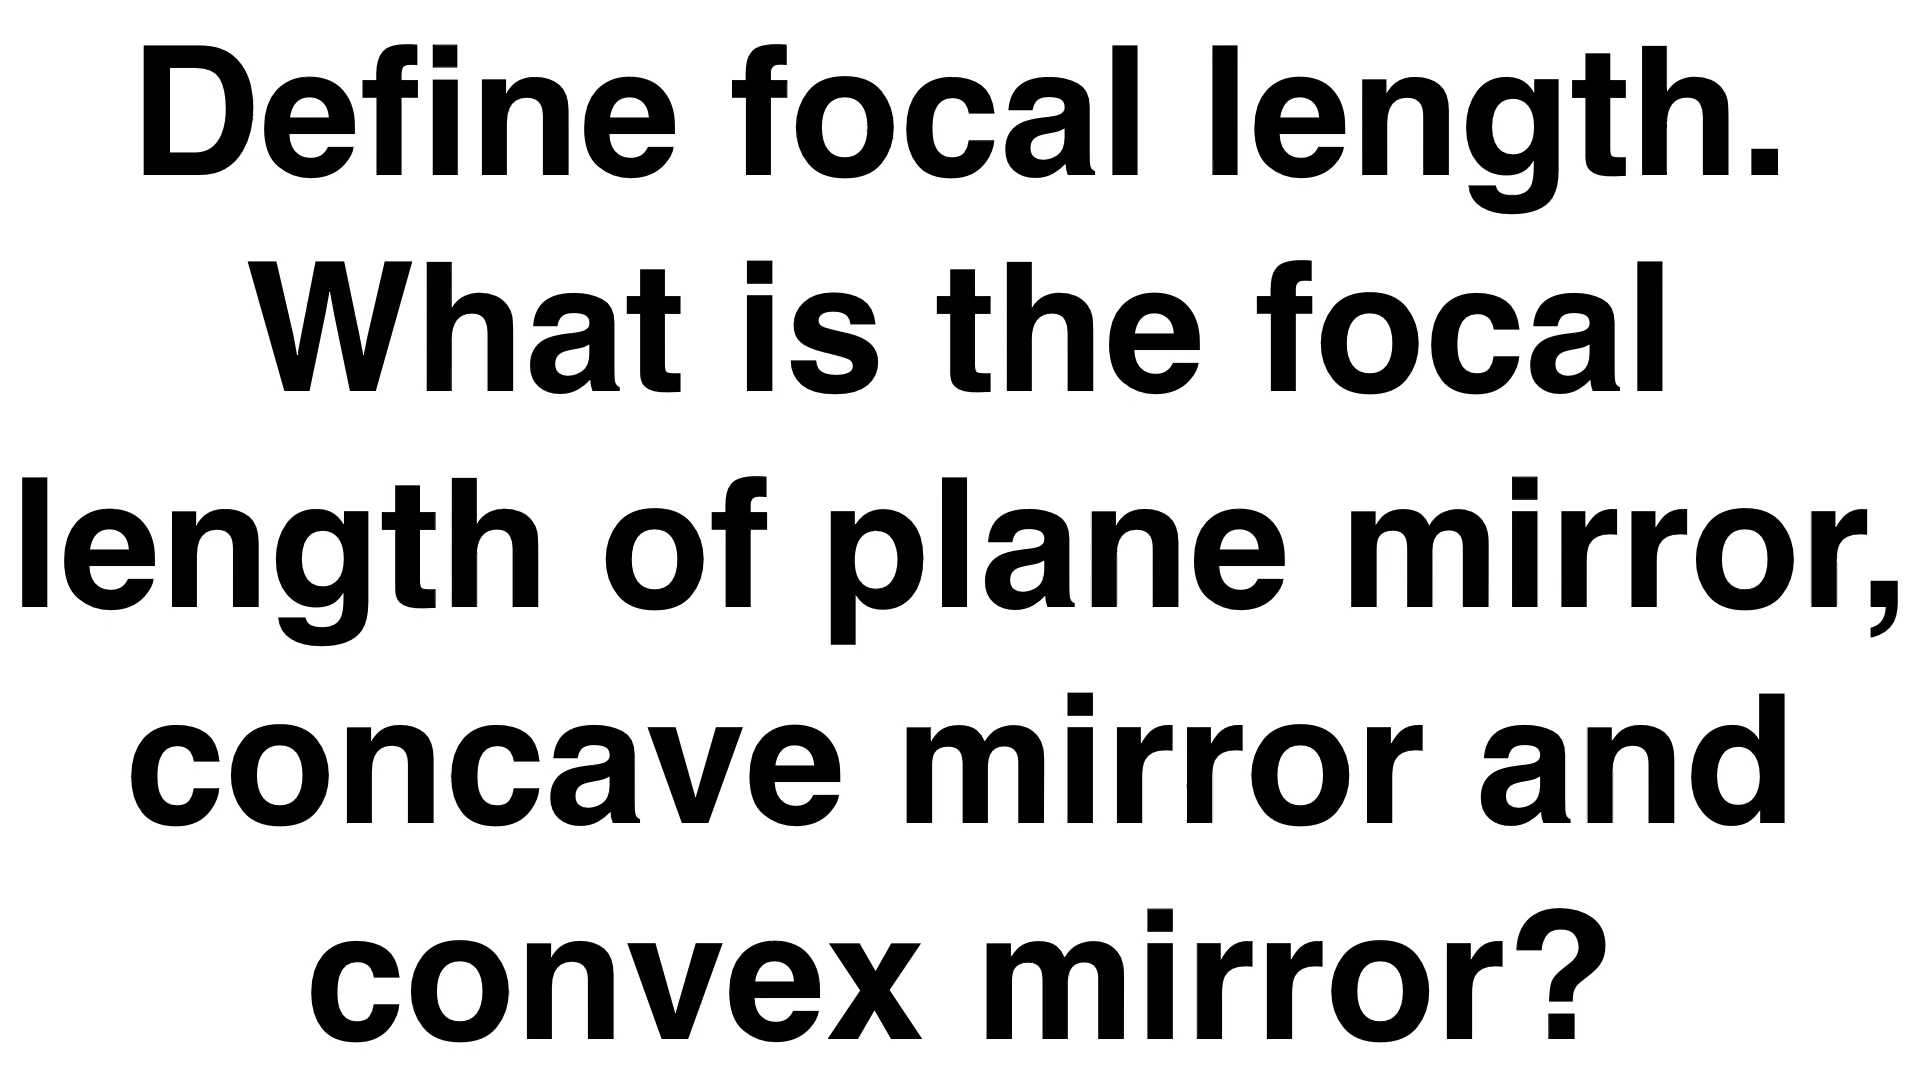 Define focal length.
What is the focal
length of plane mirror,
concave mirror and
convex mirror?